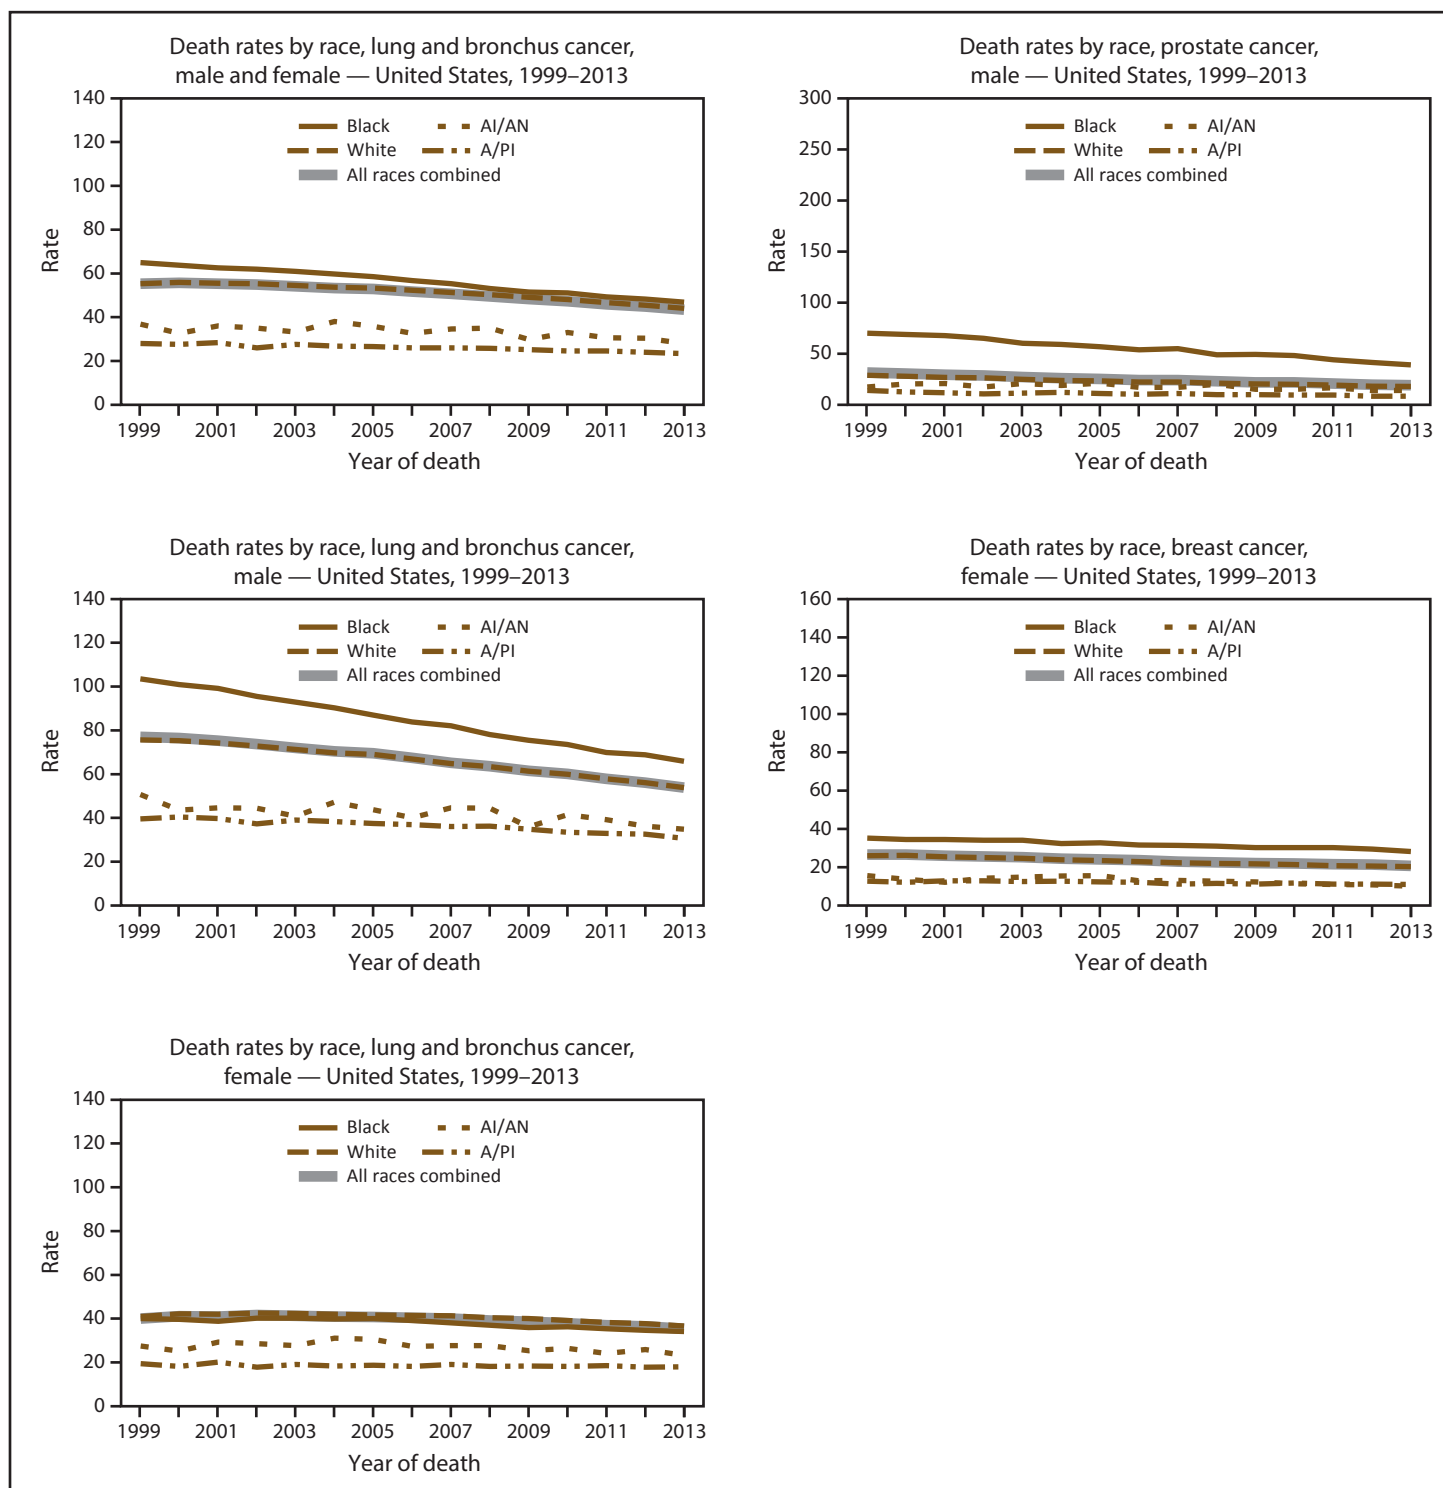 Death rates by race, lung and bronchus cancer,
male and female — United States, 1999–2013
140
120
100
80
60
40
20
0
Rate
Black
AI/AN
White
A/PI
All races combined
1999 2001 2003 2005 2007 2009 2011 2013
Year of death
Death rates by race, prostate cancer,
male — United States, 1999–2013
300
250
200
150
100
50
0
Rate
Black
AI/AN
White
A/PI
All races combined
1999 2001 2003 2005 2007 2009 2011 2013
Year of death
Death rates by race, lung and bronchus cancer,
male — United States, 1999–2013
140
120
100
80
60
40
20
0
Rate
Black
AI/AN
White
A/PI
All races combined
1999 2001 2003 2005 2007 2009 2011 2013
Year of death
Death rates by race, breast cancer,
female — United States, 1999–2013
160
140
120
100
80
60
40
20
0
Rate
Black
AI/AN
White
A/PI
All races combined
1999 2001 2003 2005 2007 2009 2011 2013
Year of death
Death rates by race, lung and bronchus cancer,
female — United States, 1999–2013
140
120
100
80
60
40
20
0
Rate
Black
AI/AN
White
A/PI
All races combined
1999 2001 2003 2005 2007 2009 2011 2013
Year of death